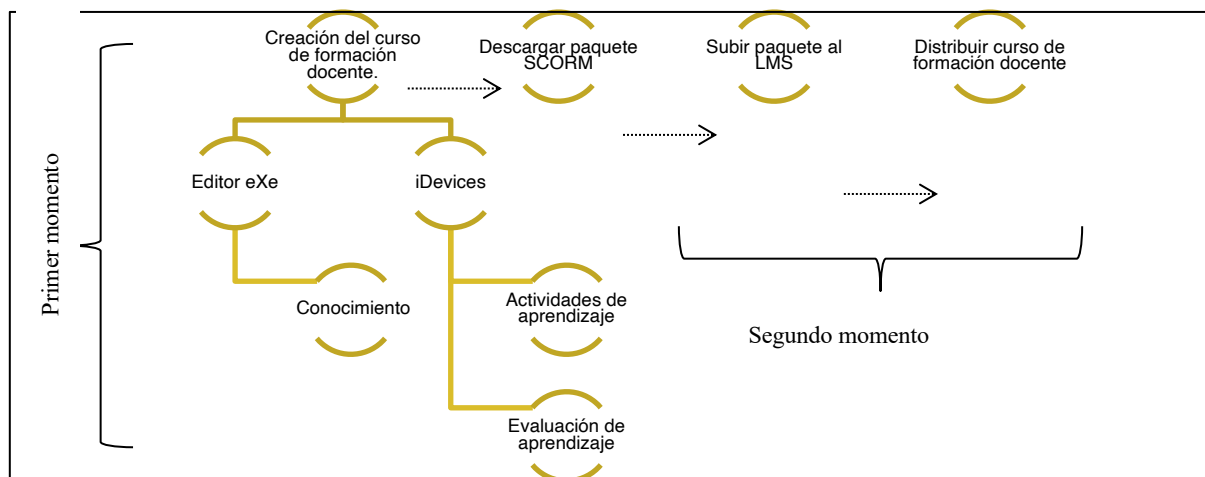 Creación del curso
de formación
docente.
Descargar paquete
SCORM
Subir paquete al
LMS
Distribuir curso de
formación docente
Primer momento
Editor eXe
iDevices
Conocimiento
Actividades de
aprendizaje
Segundo momento
Evaluación de
aprendizaje